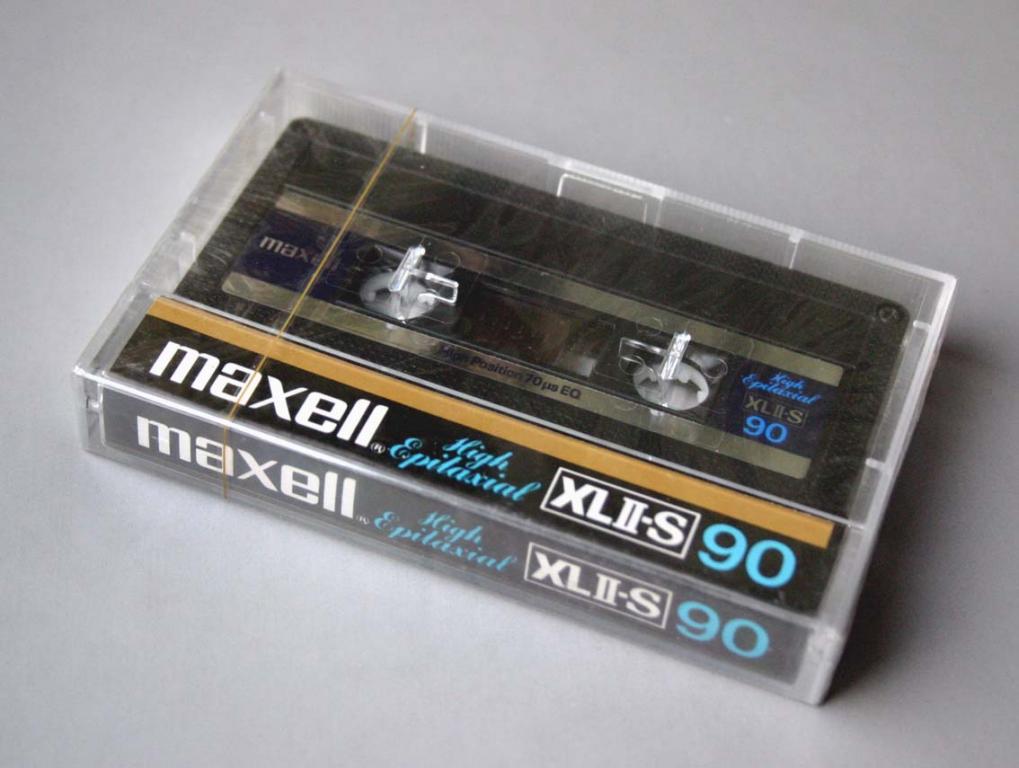 maxell
High
Epitaxial
XLII-S
90
High Position 70μs EQ
maxell®
High
Epitaxial
XLII-S 90
maxell®
High
Epitaxial
XLII-S 90